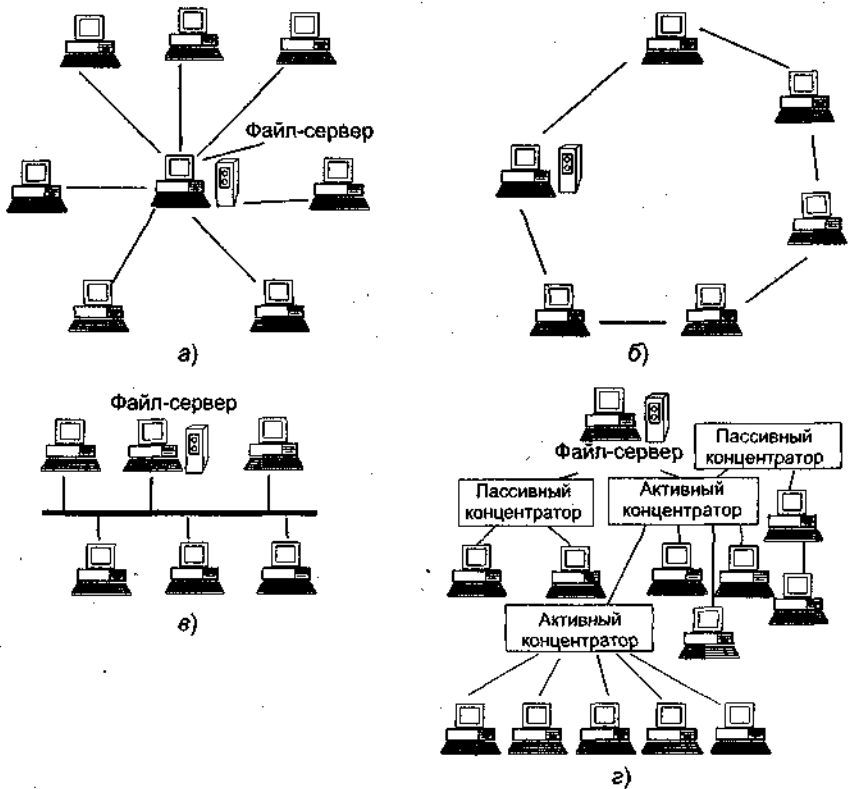 Файл-сервер
а)
б)
Файл-сервер
в)
Файл-сервер
Пассивный
концентратор
Пассивный
концентратор
Активный
концентратор
Активный
концентратор
г)